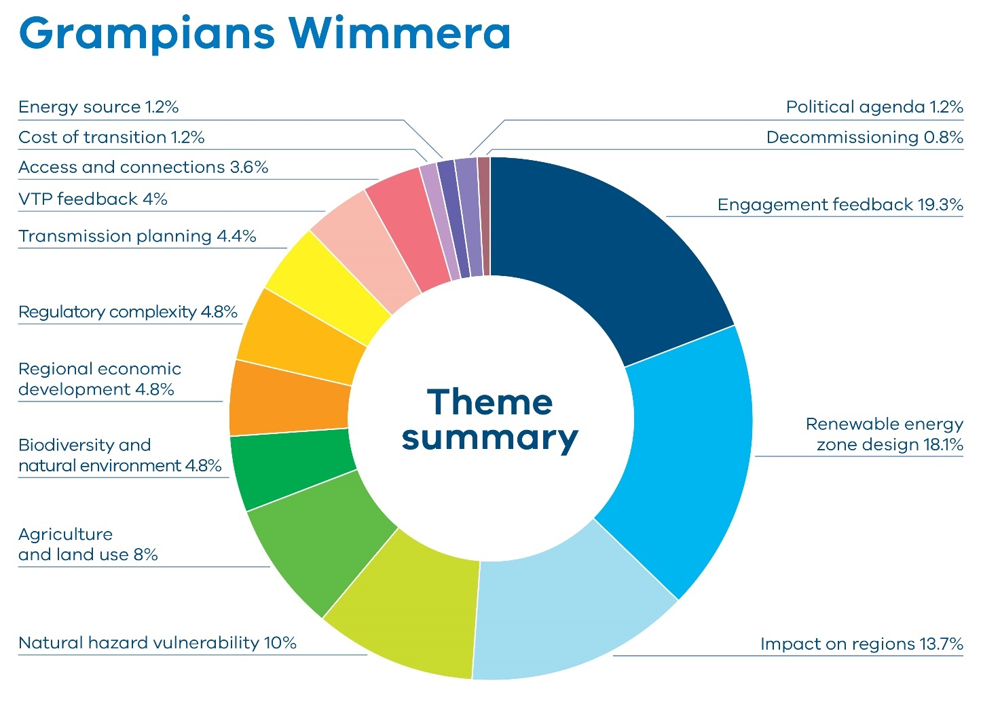 Grampians Wimmera
Energy source 1.2%
Cost of transition 1.2%
Access and connections 3.6%
VTP feedback 4%
Transmission planning 4.4%
Regulatory complexity 4.8%
Regional economic
development 4.8%
Biodiversity and
natural environment 4.8%
Agriculture
and land use 8%
Natural hazard vulnerability 10%
Theme
summary
Political agenda 1.2%
Decommissioning 0.8%
Engagement feedback 19.3%
Renewable energy
zone design 18.1%
Impact on regions 13.7%